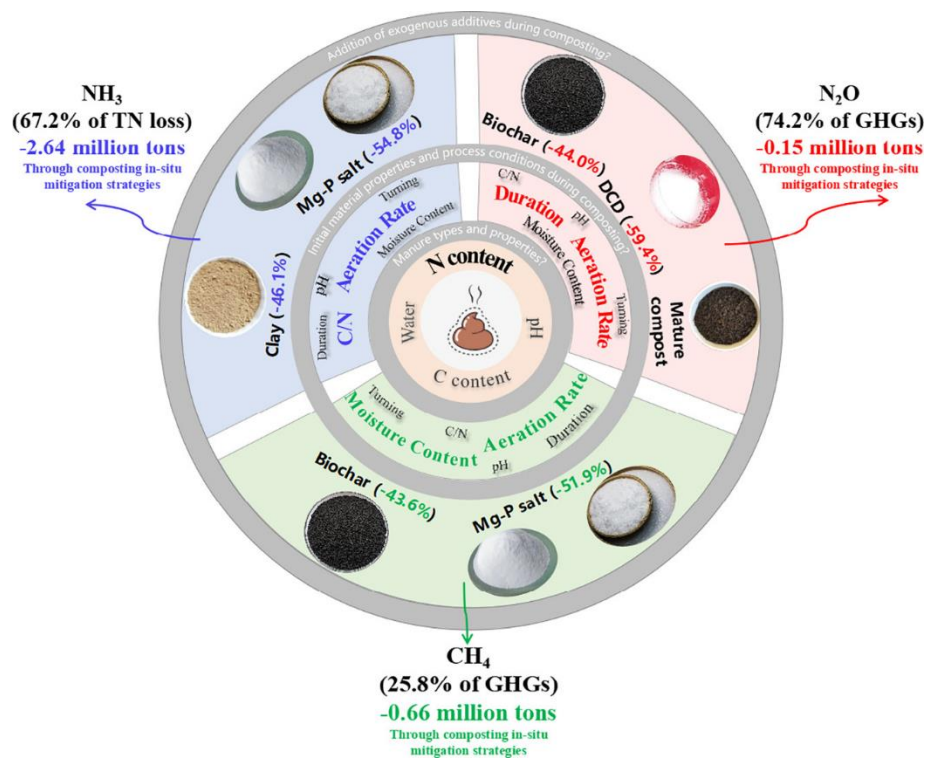 Addition of exogenous additives during composting?
NH₃
(67.2% of TN loss)
-2.64 million tons
Through composting in-situ
mitigation strategies
N₂O
(74.2% of GHGs)
-0.15 million tons
Through composting in-situ
mitigation strategies
Mg-P salt (-54.8%)
Clay (-46.1%)
Biochar (-44.0%)
DCD (-59.4%)
Mature
compost
Initial material properties and process conditions during composting?
Turning
Aeration Rate
Moisture Content
pH
C/N
Duration
C/N
Duration
pH
Moisture Content
Aeration Rate
Turning
Manure types and properties?
N content
Water
pH
C content
Turning
Moisture Content
C/N
pH
Aeration Rate
Duration
Biochar (-43.6%)
Mg-P salt (-51.9%)
CH₄
(25.8% of GHGs)
-0.66 million tons
Through composting in-situ
mitigation strategies